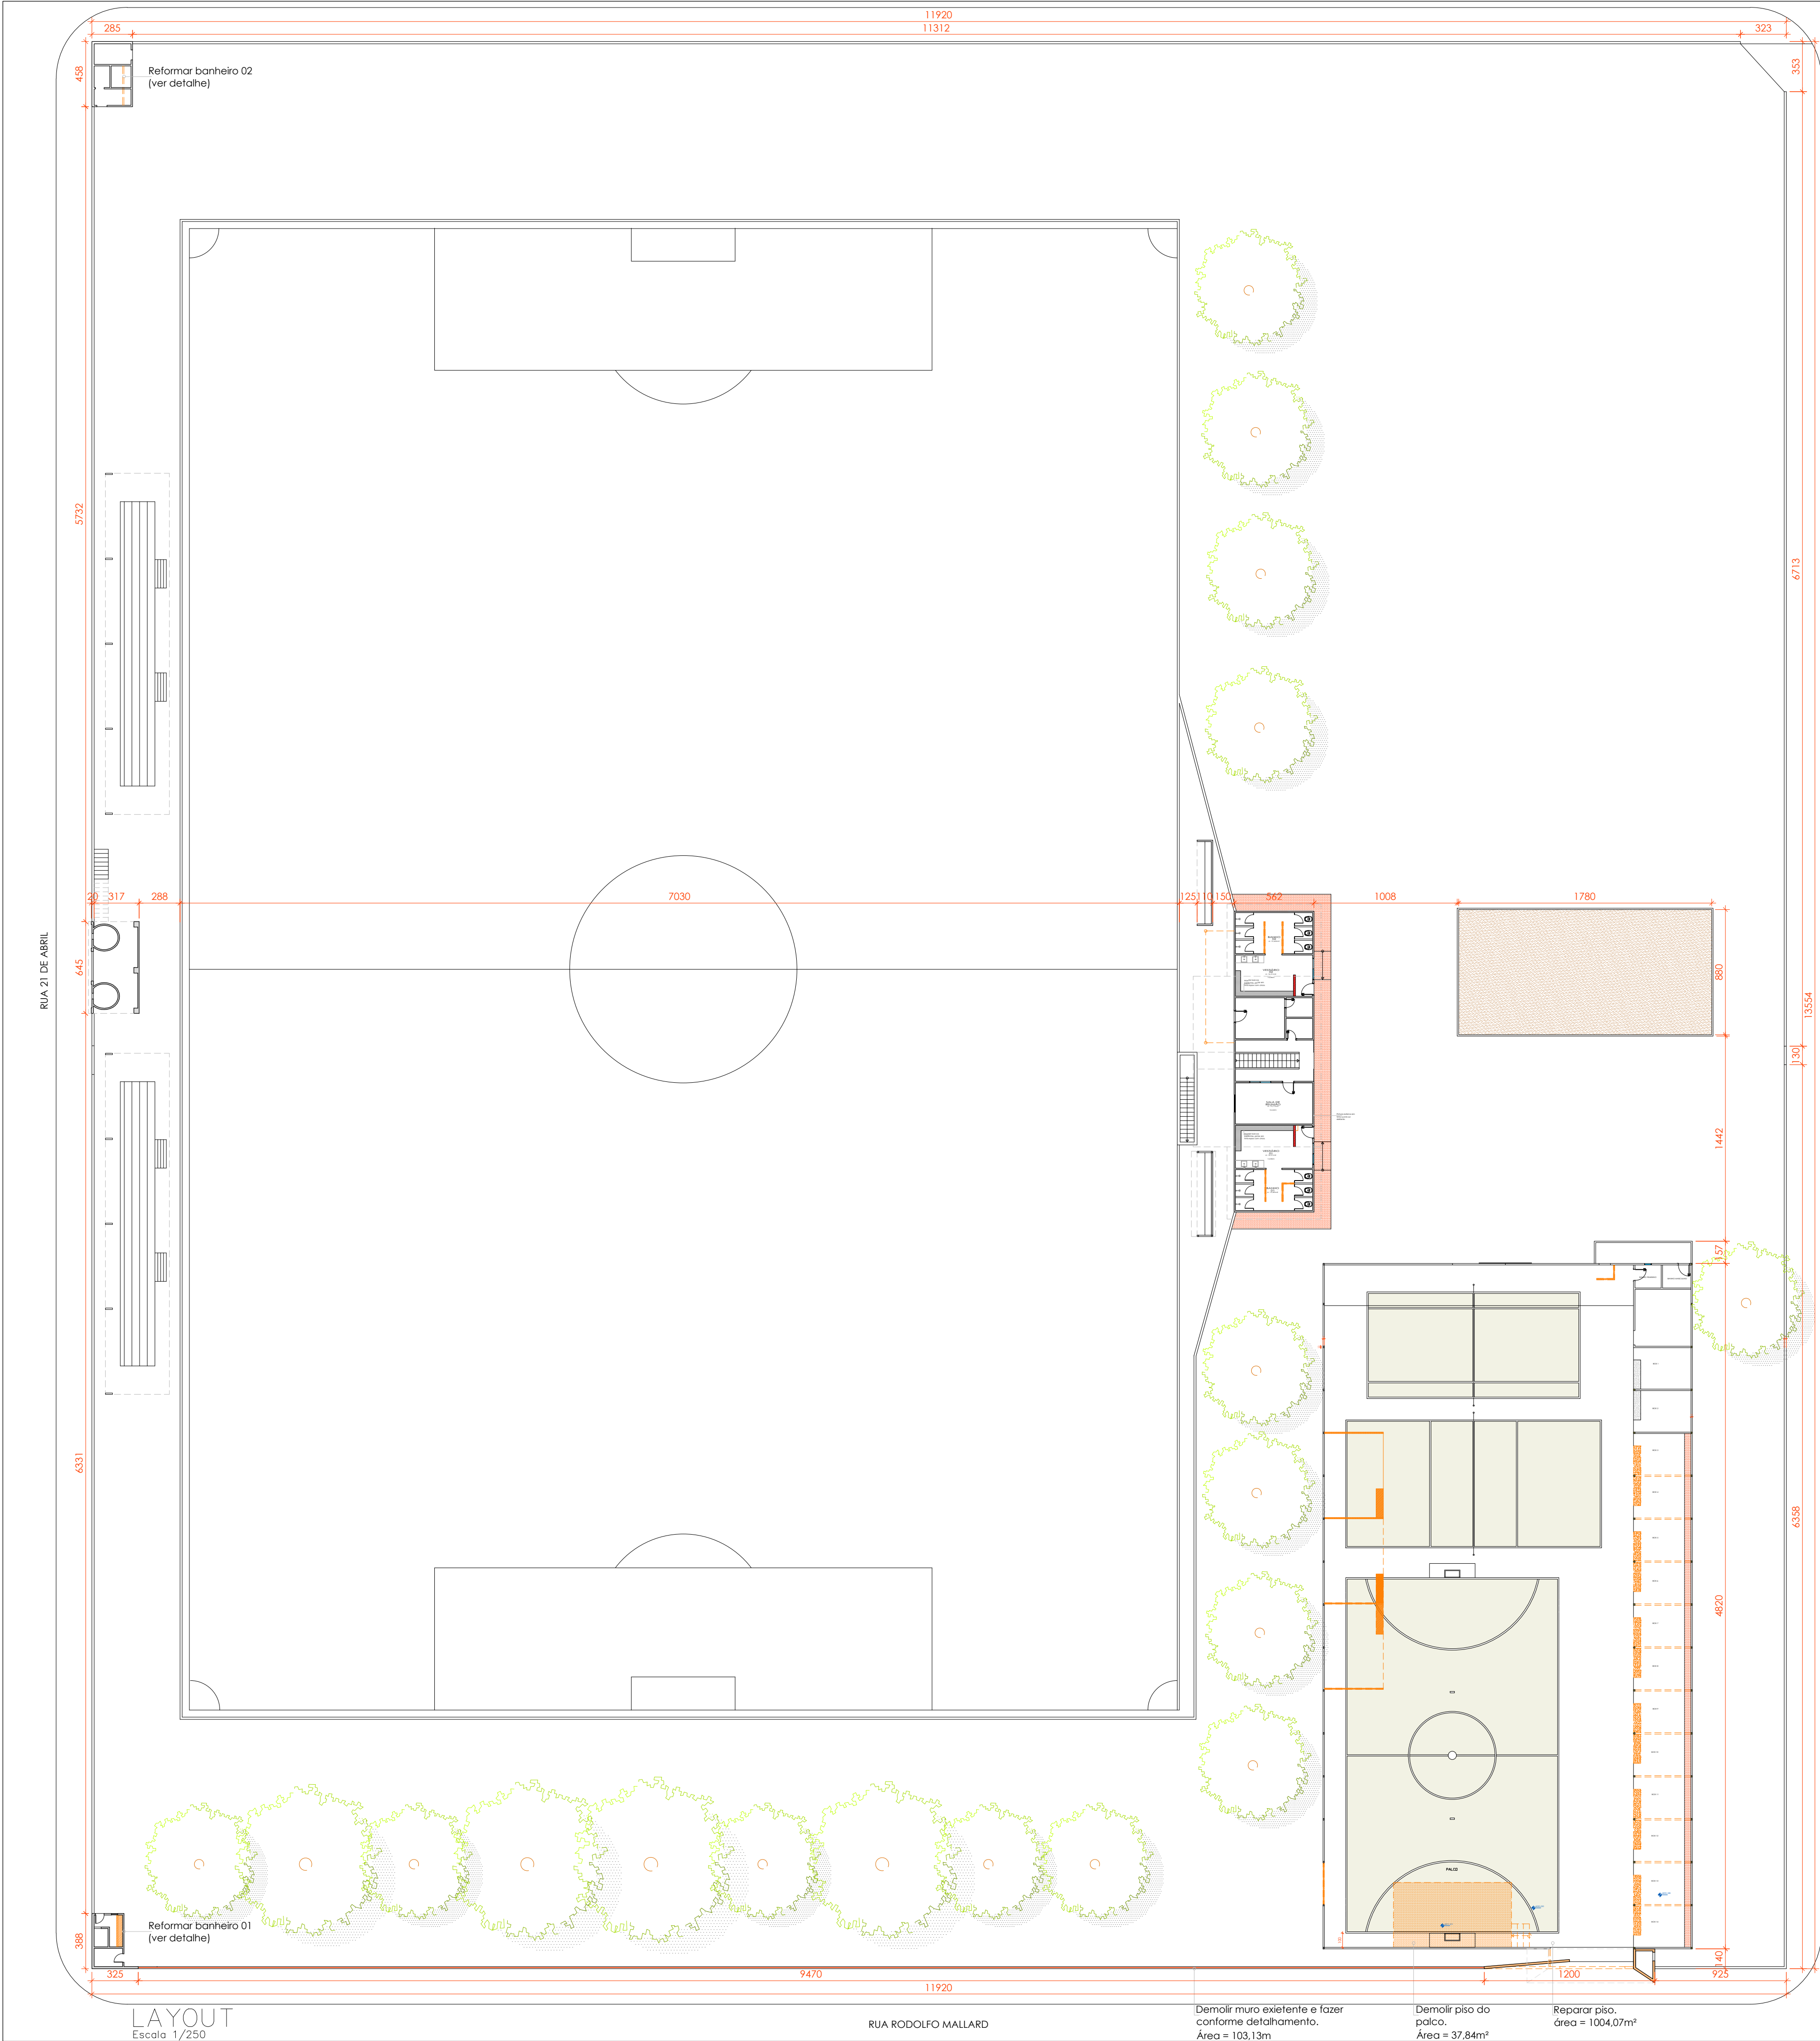 11920
285
11312
323
458
Reformar banheiro 02
(ver detalhe)
353
5732
6713
20
317
288
7030
125
110
150
562
1008
1780
RUA 21 DE ABRIL
645
880
13554
130
1442
157
6331
6358
4820
PALCO
388
Reformar banheiro 01
(ver detalhe)
140
325
9470
1200
925
11920
LAYOUT
Escala 1/250
RUA RODOLFO MALLARD
Demolir muro exietente e fazer
conforme detalhamento.
Área = 103,13m
Demolir piso do
palco.
Área = 37,84m²
Reparar piso.
área = 1004,07m²